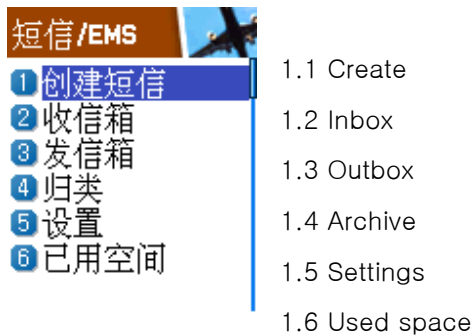 短信/EMS
1 创建短信
2 收信箱
3 发信箱
4 归类
5 设置
6 已用空间
1.1 Create
1.2 Inbox
1.3 Outbox
1.4 Archive
1.5 Settings
1.6 Used space